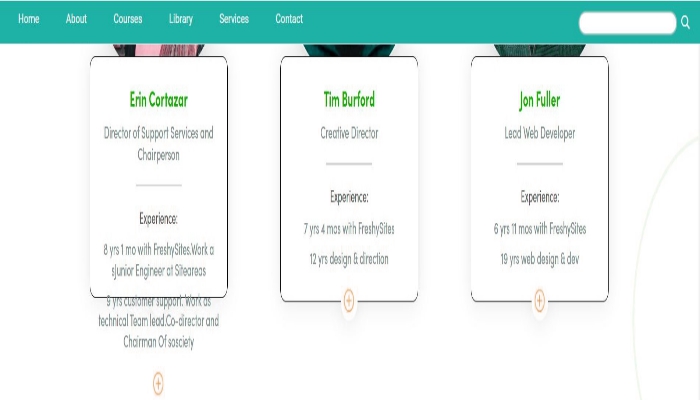 Home About Courses Library Services Contact
Erin Cortazar
Director of Support Services and
Chairperson
Experience:
8 yrs 1 mo with FreshySites.Work a
sJunior Engineer at Siteareas
9 yrs customer support. Work as
technical Team lead.Co-director and
Chairman Of sosciety
Tim Burford
Creative Director
Experience:
7 yrs 4 mos with FreshySites
12 yrs design & direction
Jon Fuller
Lead Web Developer
Experience:
6 yrs 11 mos with FreshySites
19 yrs web design & dev